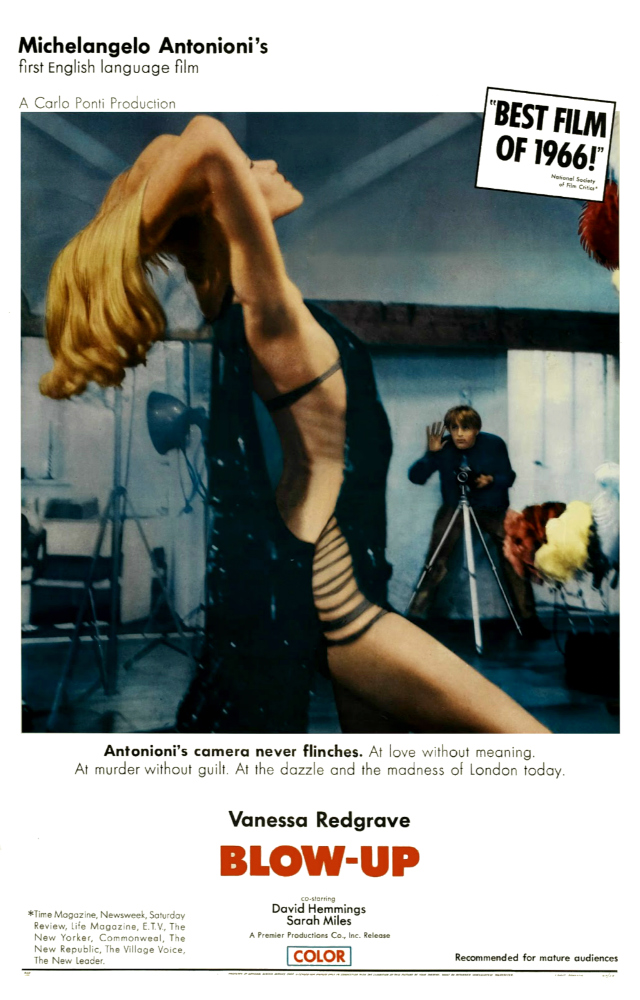 Michelangelo Antonioni's
first English language film
A Carlo Ponti Production
"BEST FILM
OF 1966!"
National Society
of Film Critics*
Antonioni's camera never flinches. At love without meaning.
At murder without guilt. At the dazzle and the madness of London today.
Vanessa Redgrave
BLOW-UP
co-starring
David Hemmings
Sarah Miles
A Premier Productions Co., Inc. Release
COLOR
*Time Magazine, Newsweek, Saturday
Review, Life Magazine, E.T.V., The
New Yorker, Commonweal, The
New Republic, The Village Voice,
The New Leader.
Recommended for mature audiences